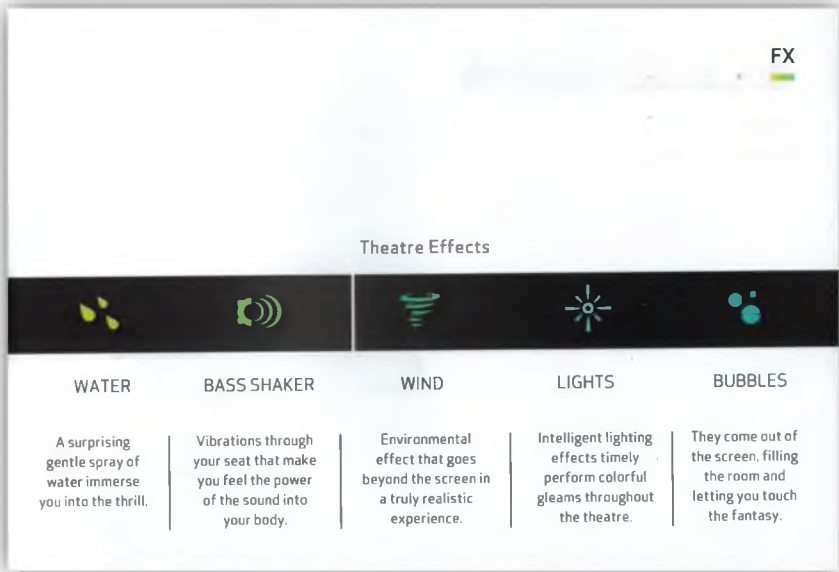 FX
Theatre Effects
WATER
A surprising
gentle spray of
water immerse
you into the thrill.
BASS SHAKER
Vibrations through
your seat that make
you feel the power
of the sound into
your body.
WIND
Environmental
effect that goes
beyond the screen in
a truly realistic
experience.
LIGHTS
Intelligent lighting
effects timely
perform colorful
gleams throughout
the theatre.
BUBBLES
They come out of
the screen, filling
the room and
letting you touch
the fantasy.